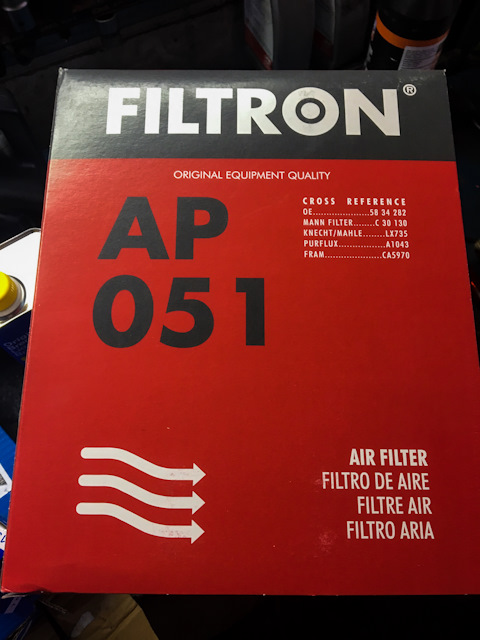 FILTRON®
ORIGINAL EQUIPMENT QUALITY
AP
051
CROSS REFERENCE
OE.....................58 34 282
MANN FILTER........C 30 130
KNECHT/MAHLE........LX735
PURFLUX.................A1043
FRAM.....................CA5970
AIR FILTER
FILTRO DE AIRE
FILTRE AIR
FILTRO ARIA